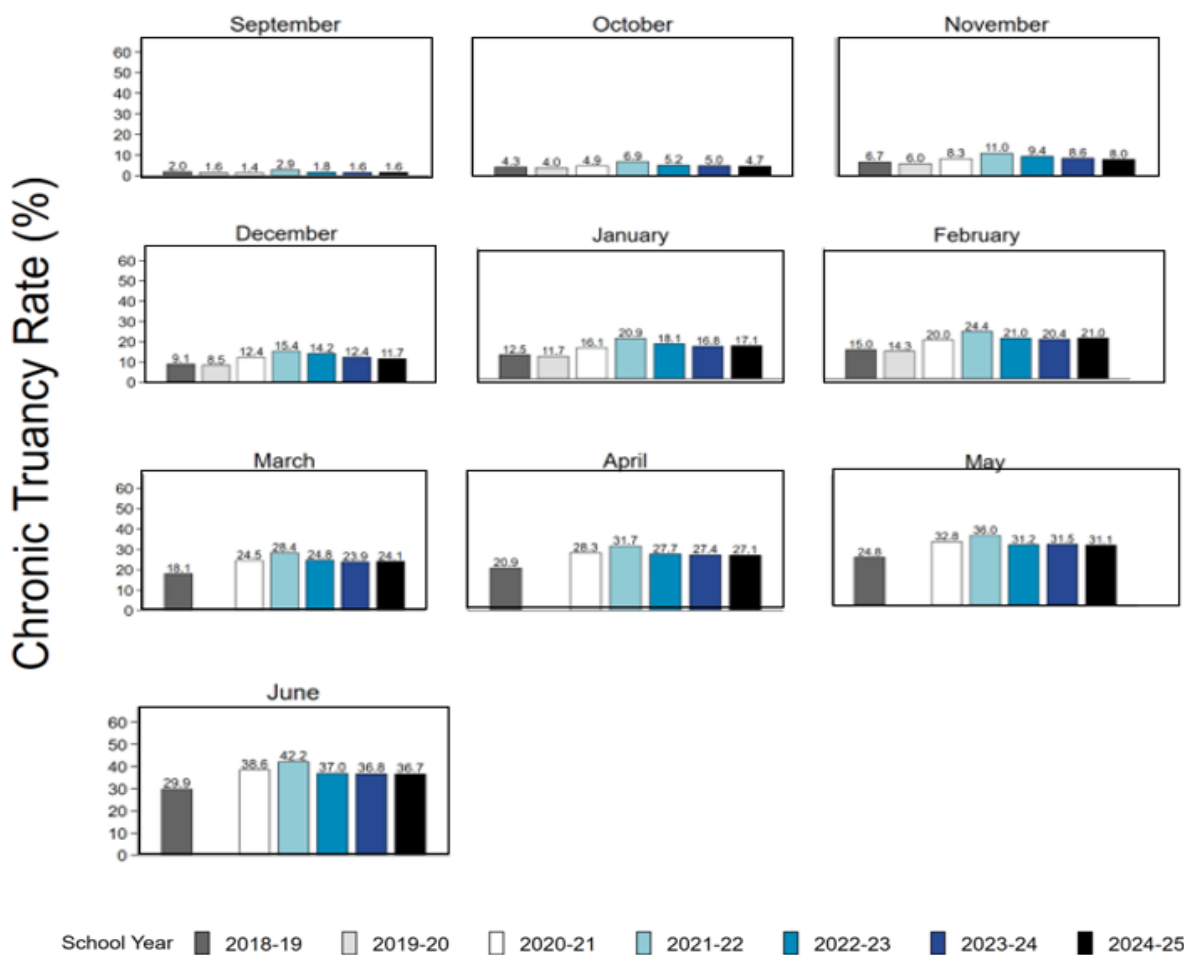 Chronic Truancy Rate (%)
September
60
50
40
30
20
10
0
2.0 1.6 1.4 2.9 1.8 1.6 1.6
October
4.3 4.0 4.9 6.9 5.2 5.0 4.7
November
6.7 6.0 8.3 11.0 9.4 8.6 8.0
December
60
50
40
30
20
10
0
9.1 8.5 12.4 15.4 14.2 12.4 11.7
January
12.5 11.7 16.1 20.9 18.1 16.8 17.1
February
15.0 14.3 20.0 24.4 21.0 20.4 21.0
March
60
50
40
30
20
10
0
18.1 24.5 28.4 24.8 23.9 24.1
April
20.9 28.3 31.7 27.7 27.4 27.1
May
24.8 32.8 36.0 31.2 31.5 31.1
June
60
50
40
30
20
10
0
29.9 38.6 42.2 37.0 36.8 36.7
School Year 2018-19 2019-20 2020-21 2021-22 2022-23 2023-24 2024-25